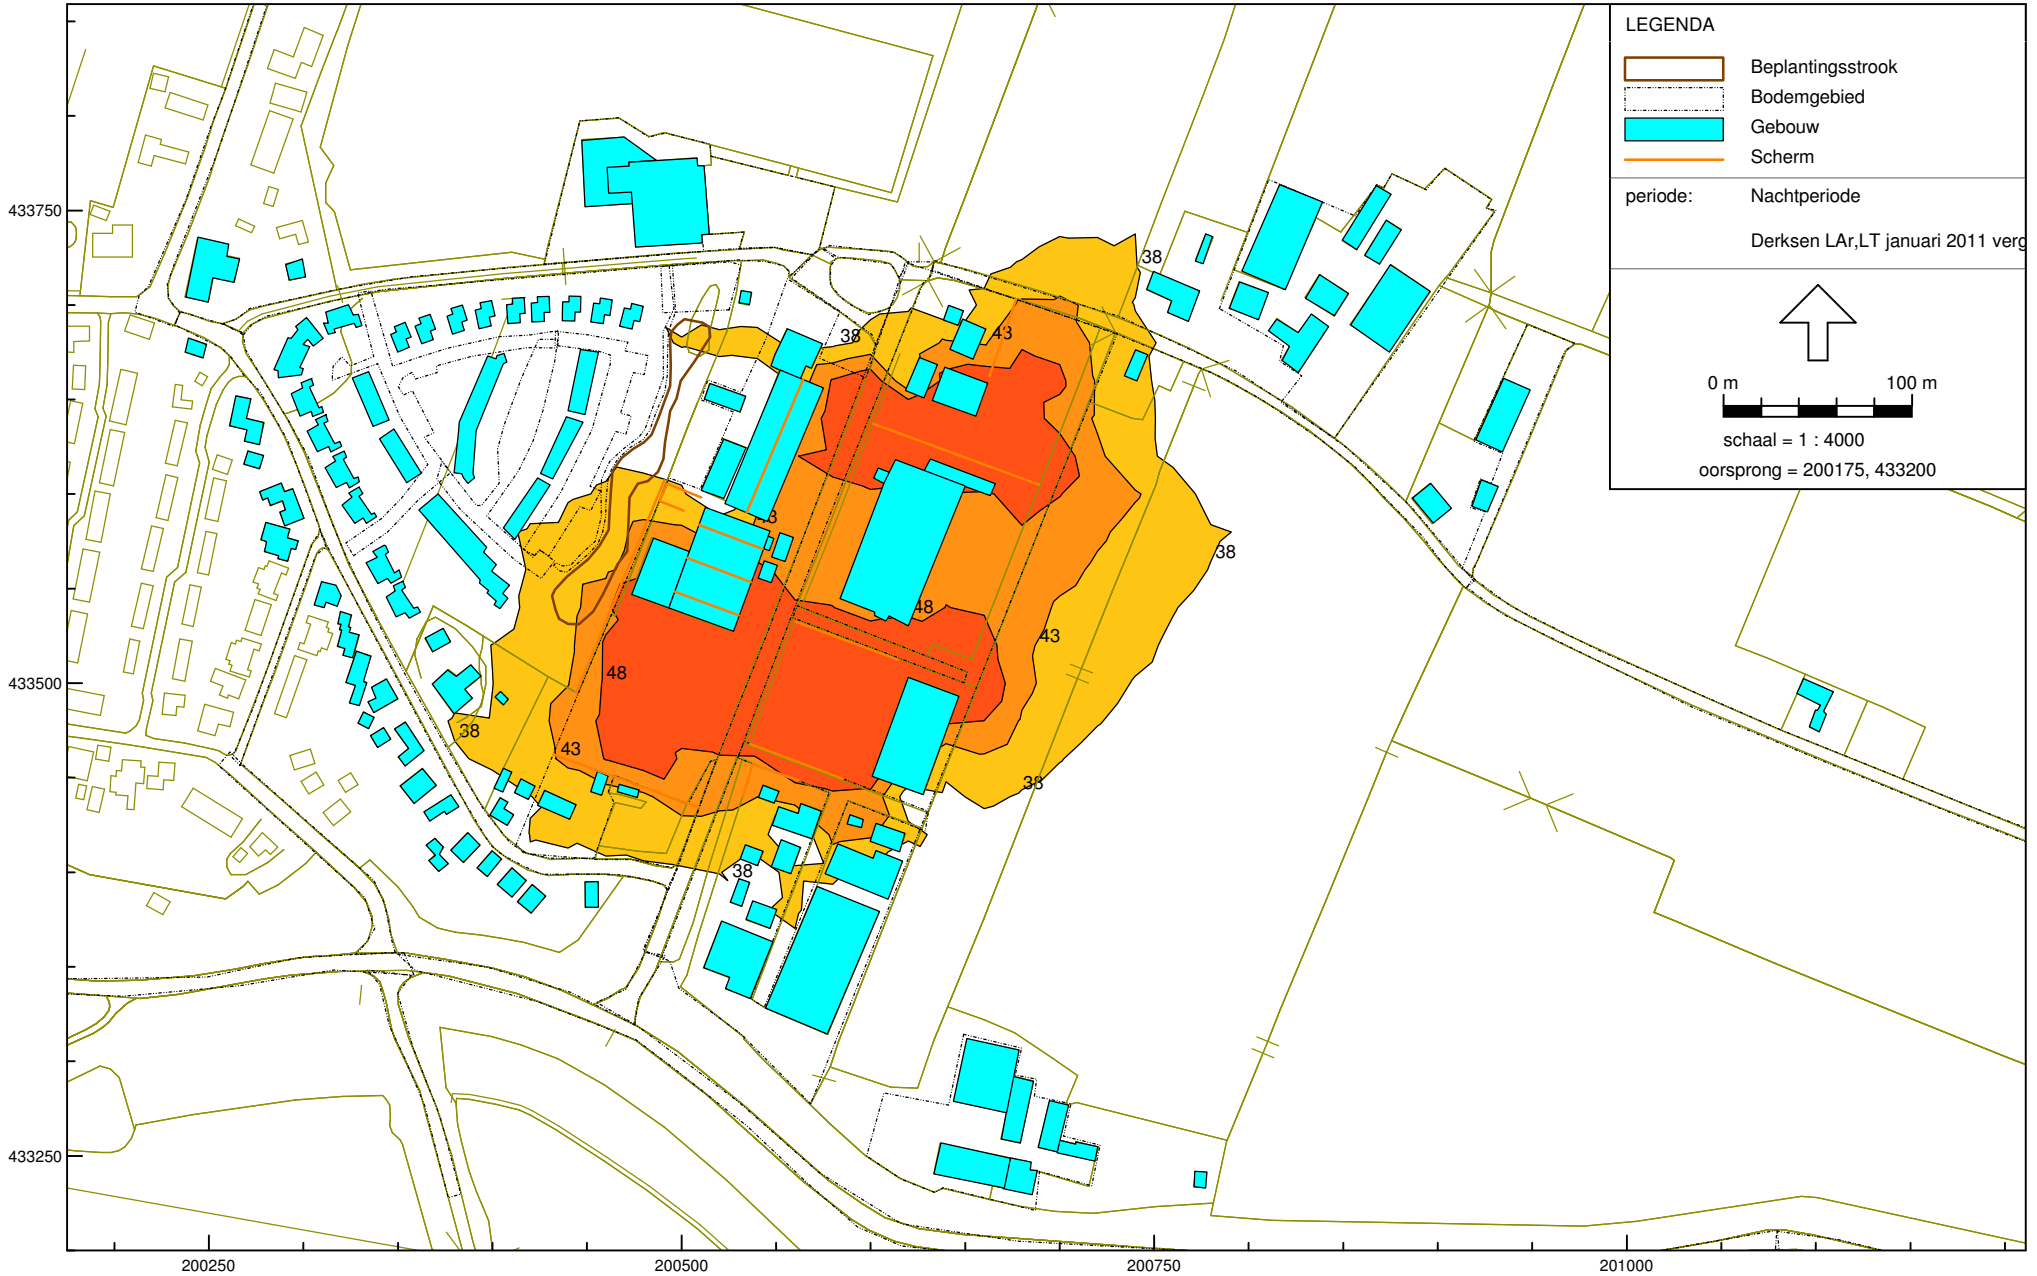 LEGENDA
Beplantingsstrook
Bodemgebied
Gebouw
Scherm
periode: Nachtperiode
Derksen LAr,LT januari 2011 verg
0 m 100 m
schaal = 1 : 4000
oorsprong = 200175, 433200
433750
433500
433250
200250 200500 200750 201000
38
38
43
43
38
48
43
48
38
43
38
38